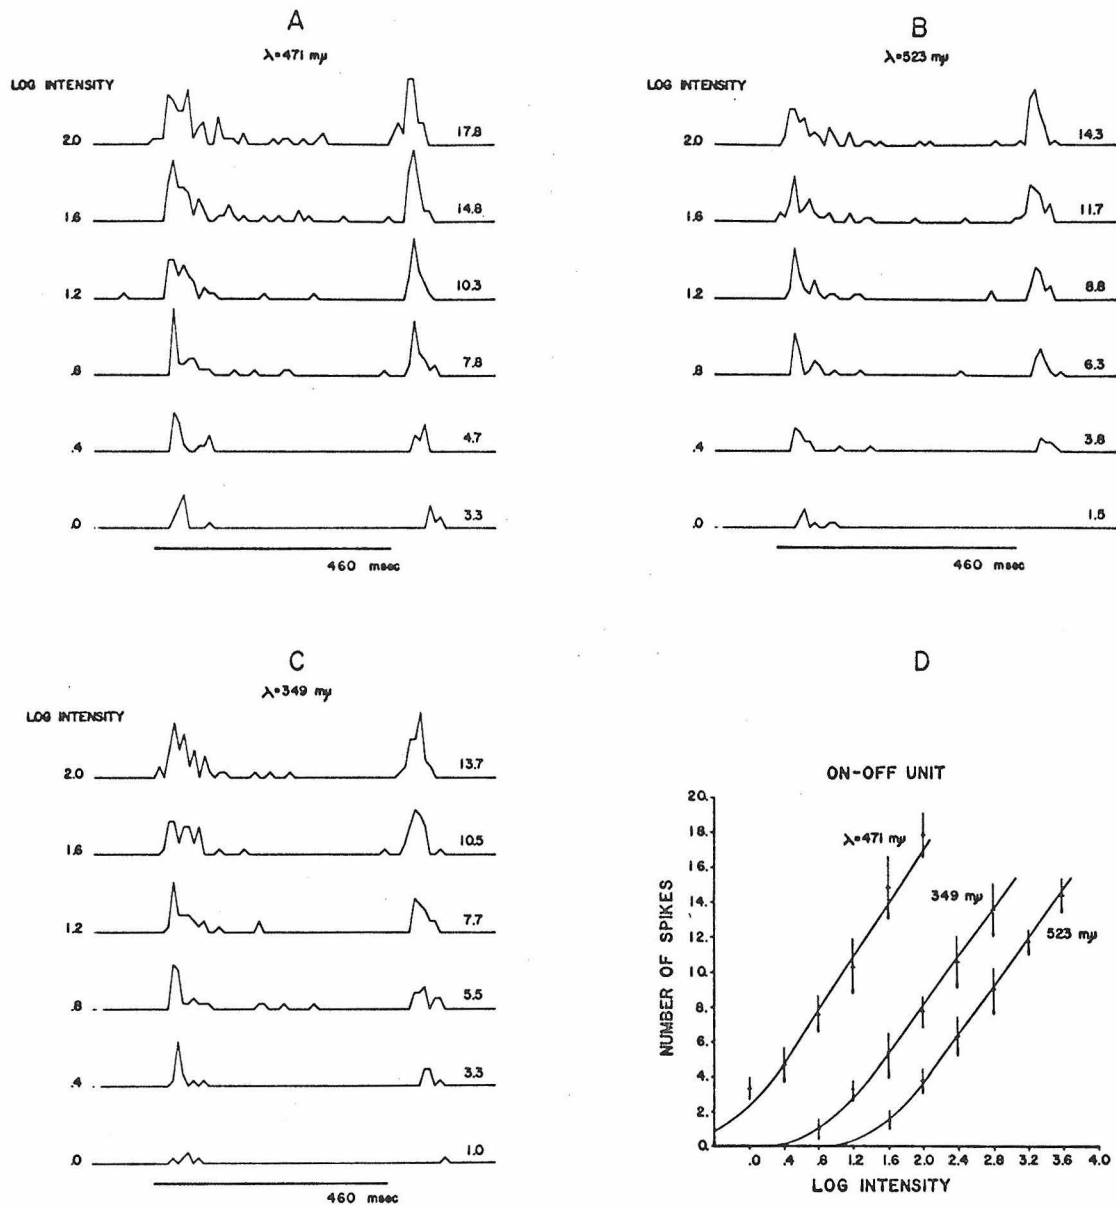 A
λ=471 mμ
LOG INTENSITY
2.0 17.8
1.6 14.8
1.2 10.3
.8 7.8
.4 4.7
.0 3.3
460 msec
B
λ=523 mμ
LOG INTENSITY
2.0 14.3
1.6 11.7
1.2 8.8
.8 6.3
.4 3.8
.0 1.5
460 msec
C
λ=349 mμ
LOG INTENSITY
2.0 13.7
1.6 10.5
1.2 7.7
.8 5.5
.4 3.3
.0 1.0
460 msec
D
ON-OFF UNIT
NUMBER OF SPIKES
20.
18.
16.
14.
12.
10.
8.
6.
4.
2.
0.
λ=471 mμ
349 mμ
523 mμ
.0 .4 .8 1.2 1.6 2.0 2.4 2.8 3.2 3.6 4.0
LOG INTENSITY